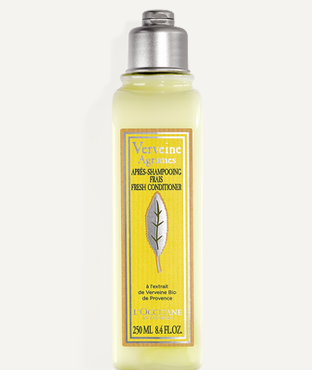 Verveine
Agrumes
APRÈS-SHAMPOOING
FRAIS
FRESH CONDITIONER
à l'extrait
de Verveine Bio
de Provence
L'OCCITANE
250 ML 8.4 FL.OZ.